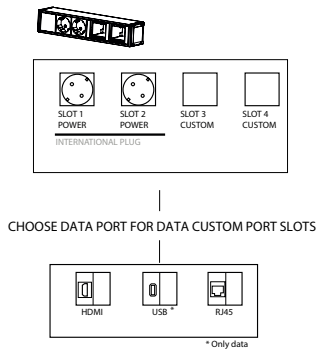 SLOT 1 SLOT 2 SLOT 3 SLOT 4
POWER POWER CUSTOM CUSTOM
INTERNATIONAL PLUG
CHOOSE DATA PORT FOR DATA CUSTOM PORT SLOTS
HDMI USB * RJ45
* Only data